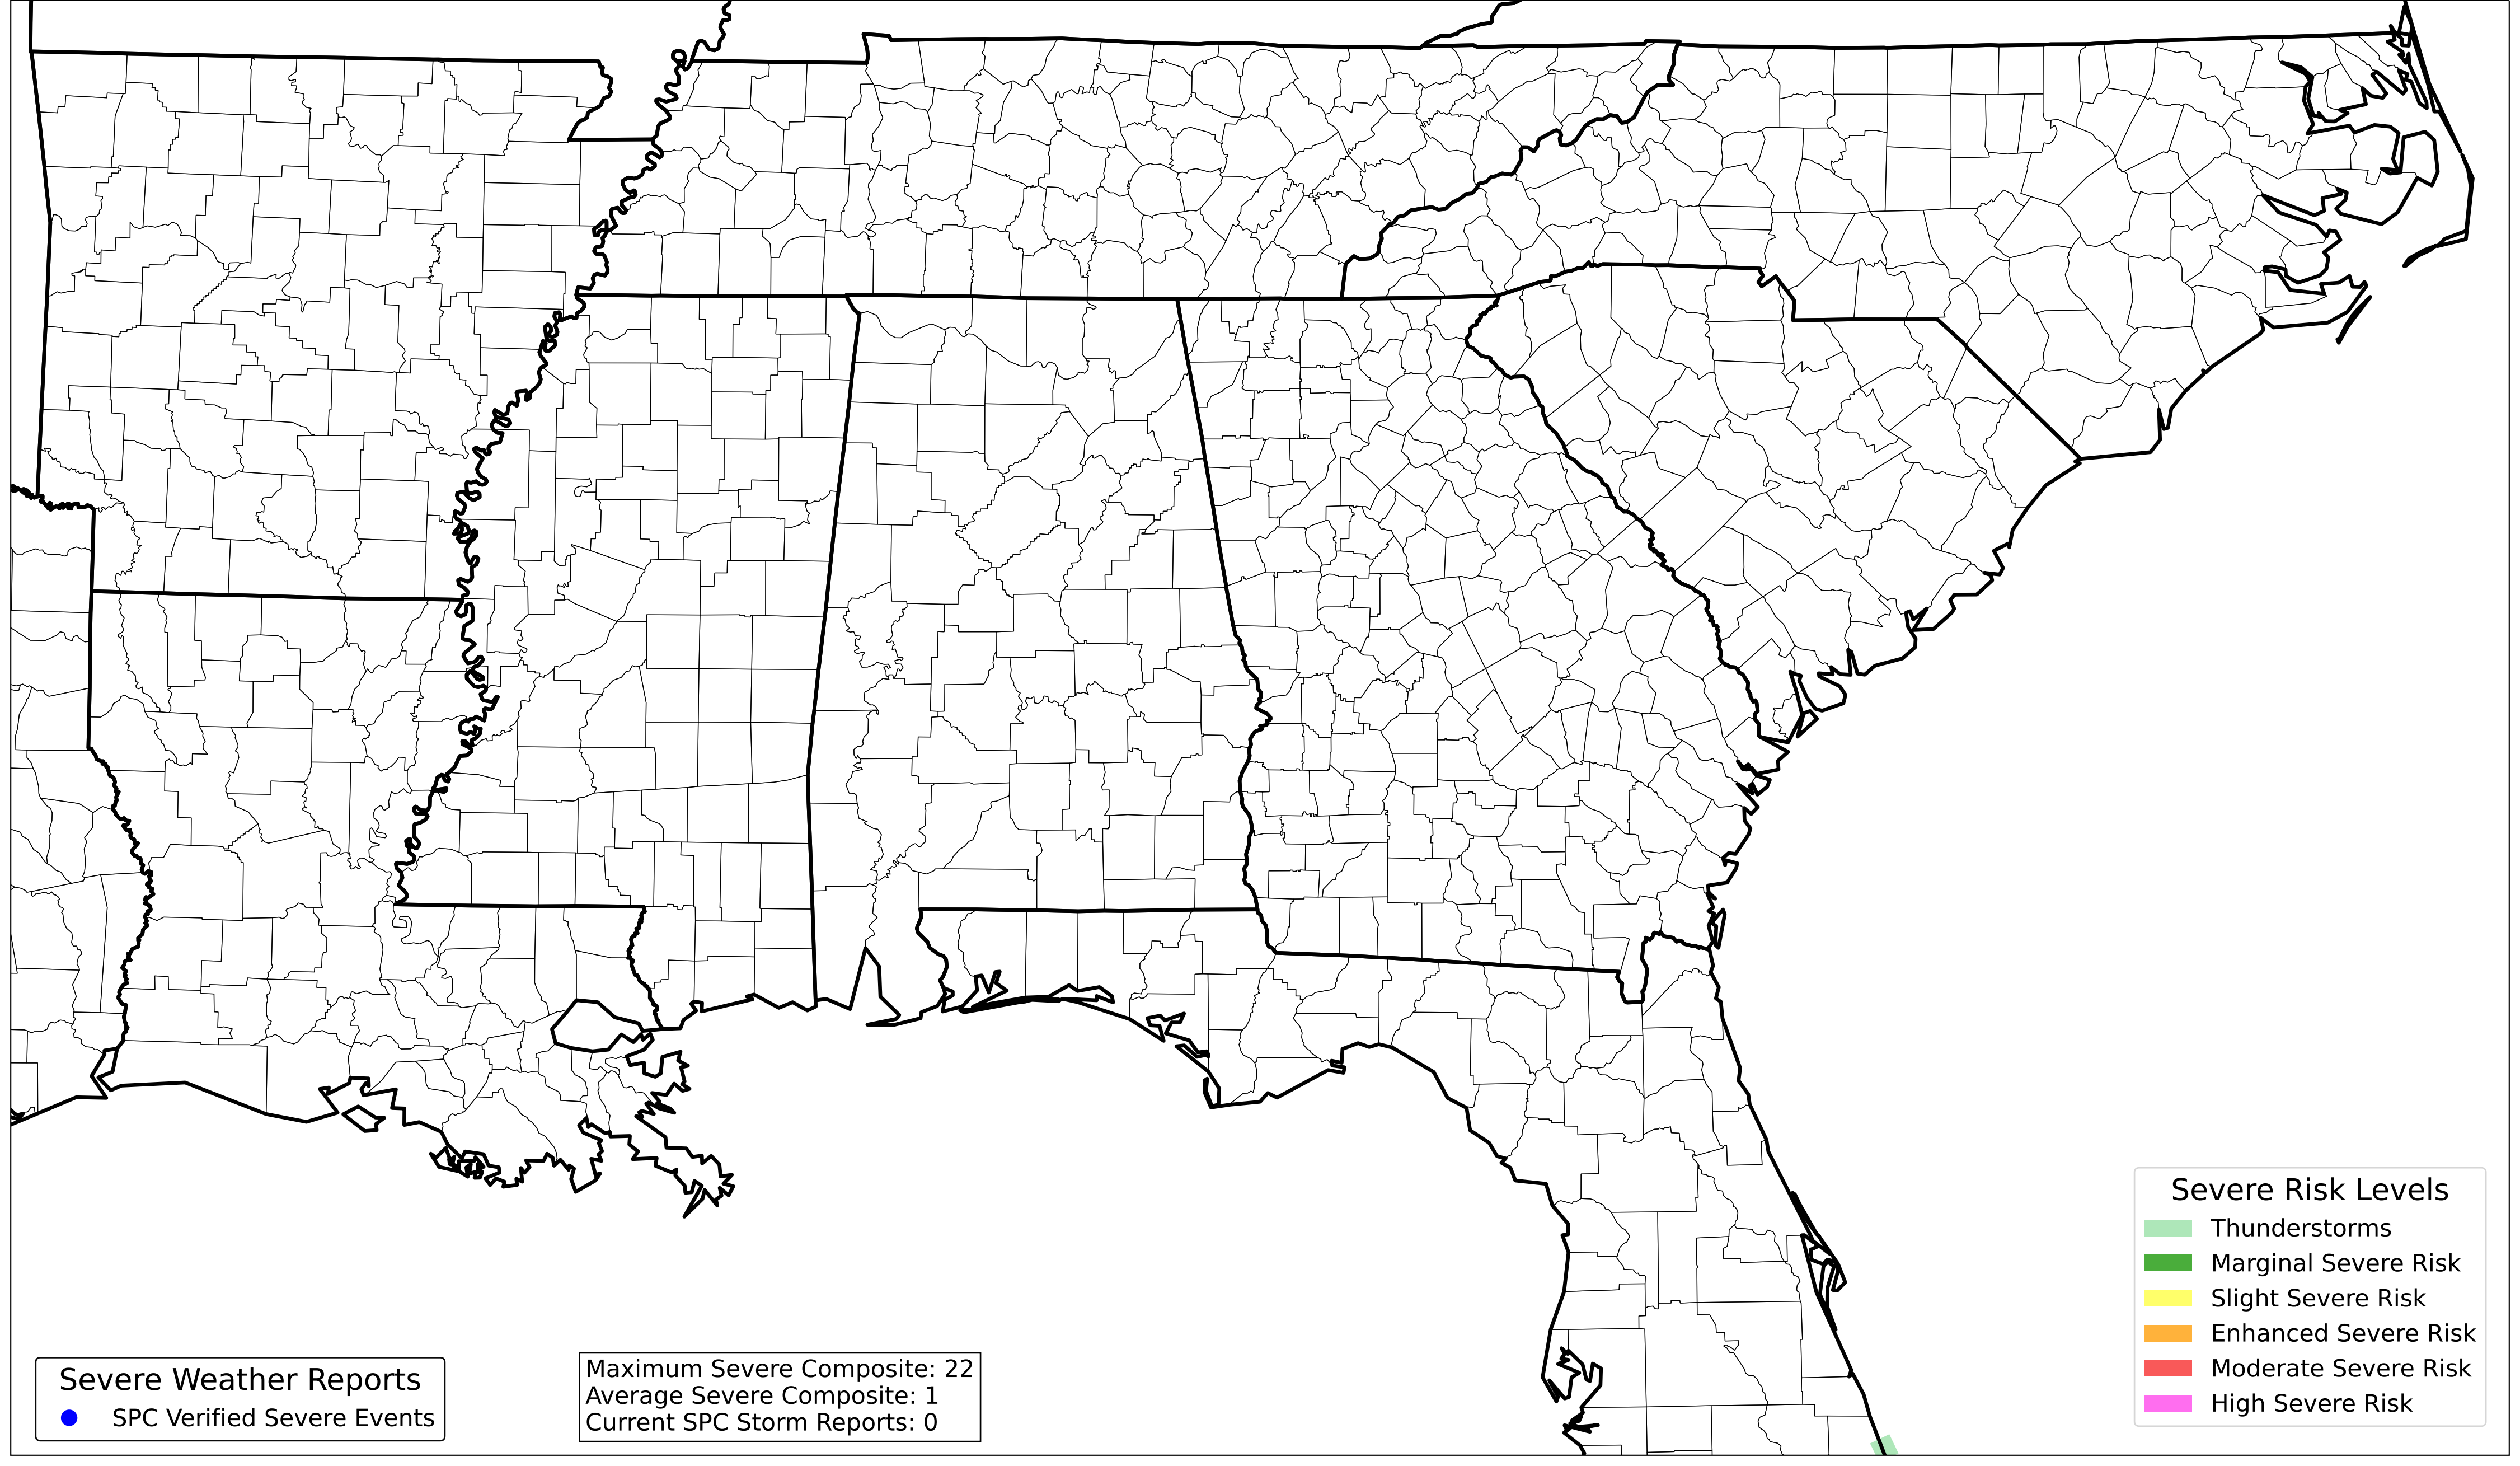 Severe Risk Levels
Thunderstorms
Marginal Severe Risk
Slight Severe Risk
Enhanced Severe Risk
Moderate Severe Risk
High Severe Risk
Severe Weather Reports
SPC Verified Severe Events
Maximum Severe Composite: 22
Average Severe Composite: 1
Current SPC Storm Reports: 0